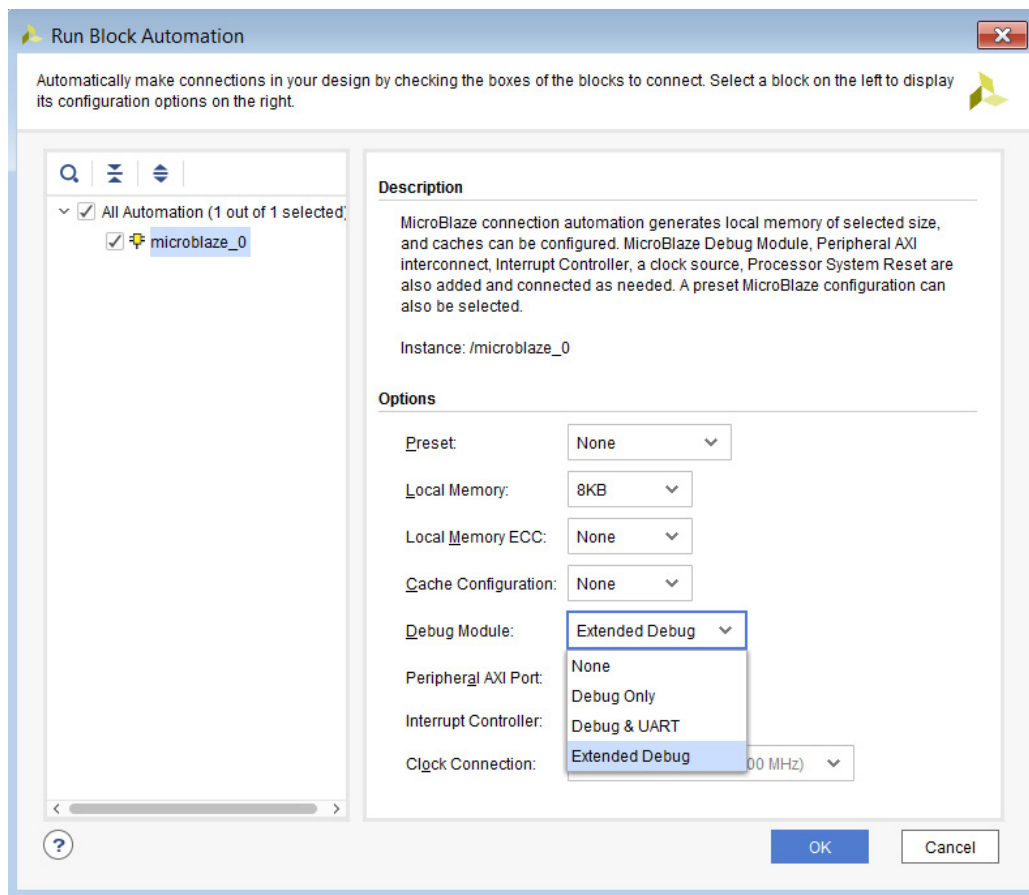 Run Block Automation
Automatically make connections in your design by checking the boxes of the blocks to connect. Select a block on the left to display
its configuration options on the right.
All Automation (1 out of 1 selected)
microblaze_0
Description
MicroBlaze connection automation generates local memory of selected size,
and caches can be configured. MicroBlaze Debug Module, Peripheral AXI
interconnect, Interrupt Controller, a clock source, Processor System Reset are
also added and connected as needed. A preset MicroBlaze configuration can
also be selected.
Instance: /microblaze_0
Options
Preset: None
Local Memory: 8KB
Local Memory ECC: None
Cache Configuration: None
Debug Module: Extended Debug
None
Debug Only
Debug & UART
Extended Debug
Peripheral AXI Port:
Interrupt Controller:
Clock Connection: 00 MHz)
?
OK
Cancel